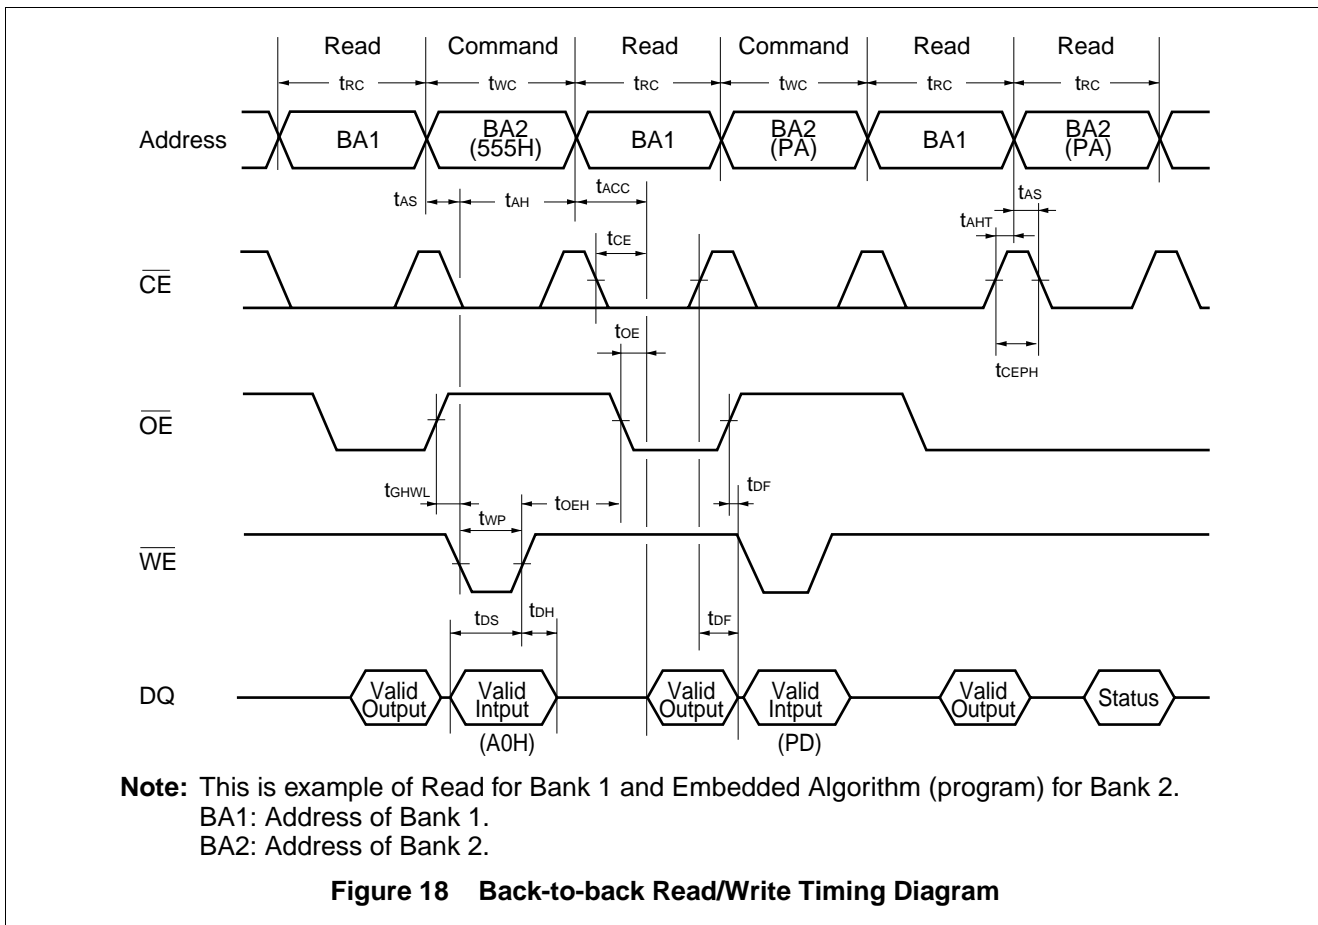 Read Command Read Command Read Read
tRC tWC tRC tWC tRC tRC
Address BA1 BA2 (555H) BA1 BA2 (PA) BA1 BA2 (PA)
tAS tAH tACC tAS
tAHT
tCE
CE
tOE
tCEPH
OE
tGHWL tWP tOEH tDF
WE
tDS tDH tDF
DQ Valid Output Valid Intput Valid Output Valid Intput Valid Output Status
(A0H) (PD)
Note: This is example of Read for Bank 1 and Embedded Algorithm (program) for Bank 2.
BA1: Address of Bank 1.
BA2: Address of Bank 2.
Figure 18 Back-to-back Read/Write Timing Diagram